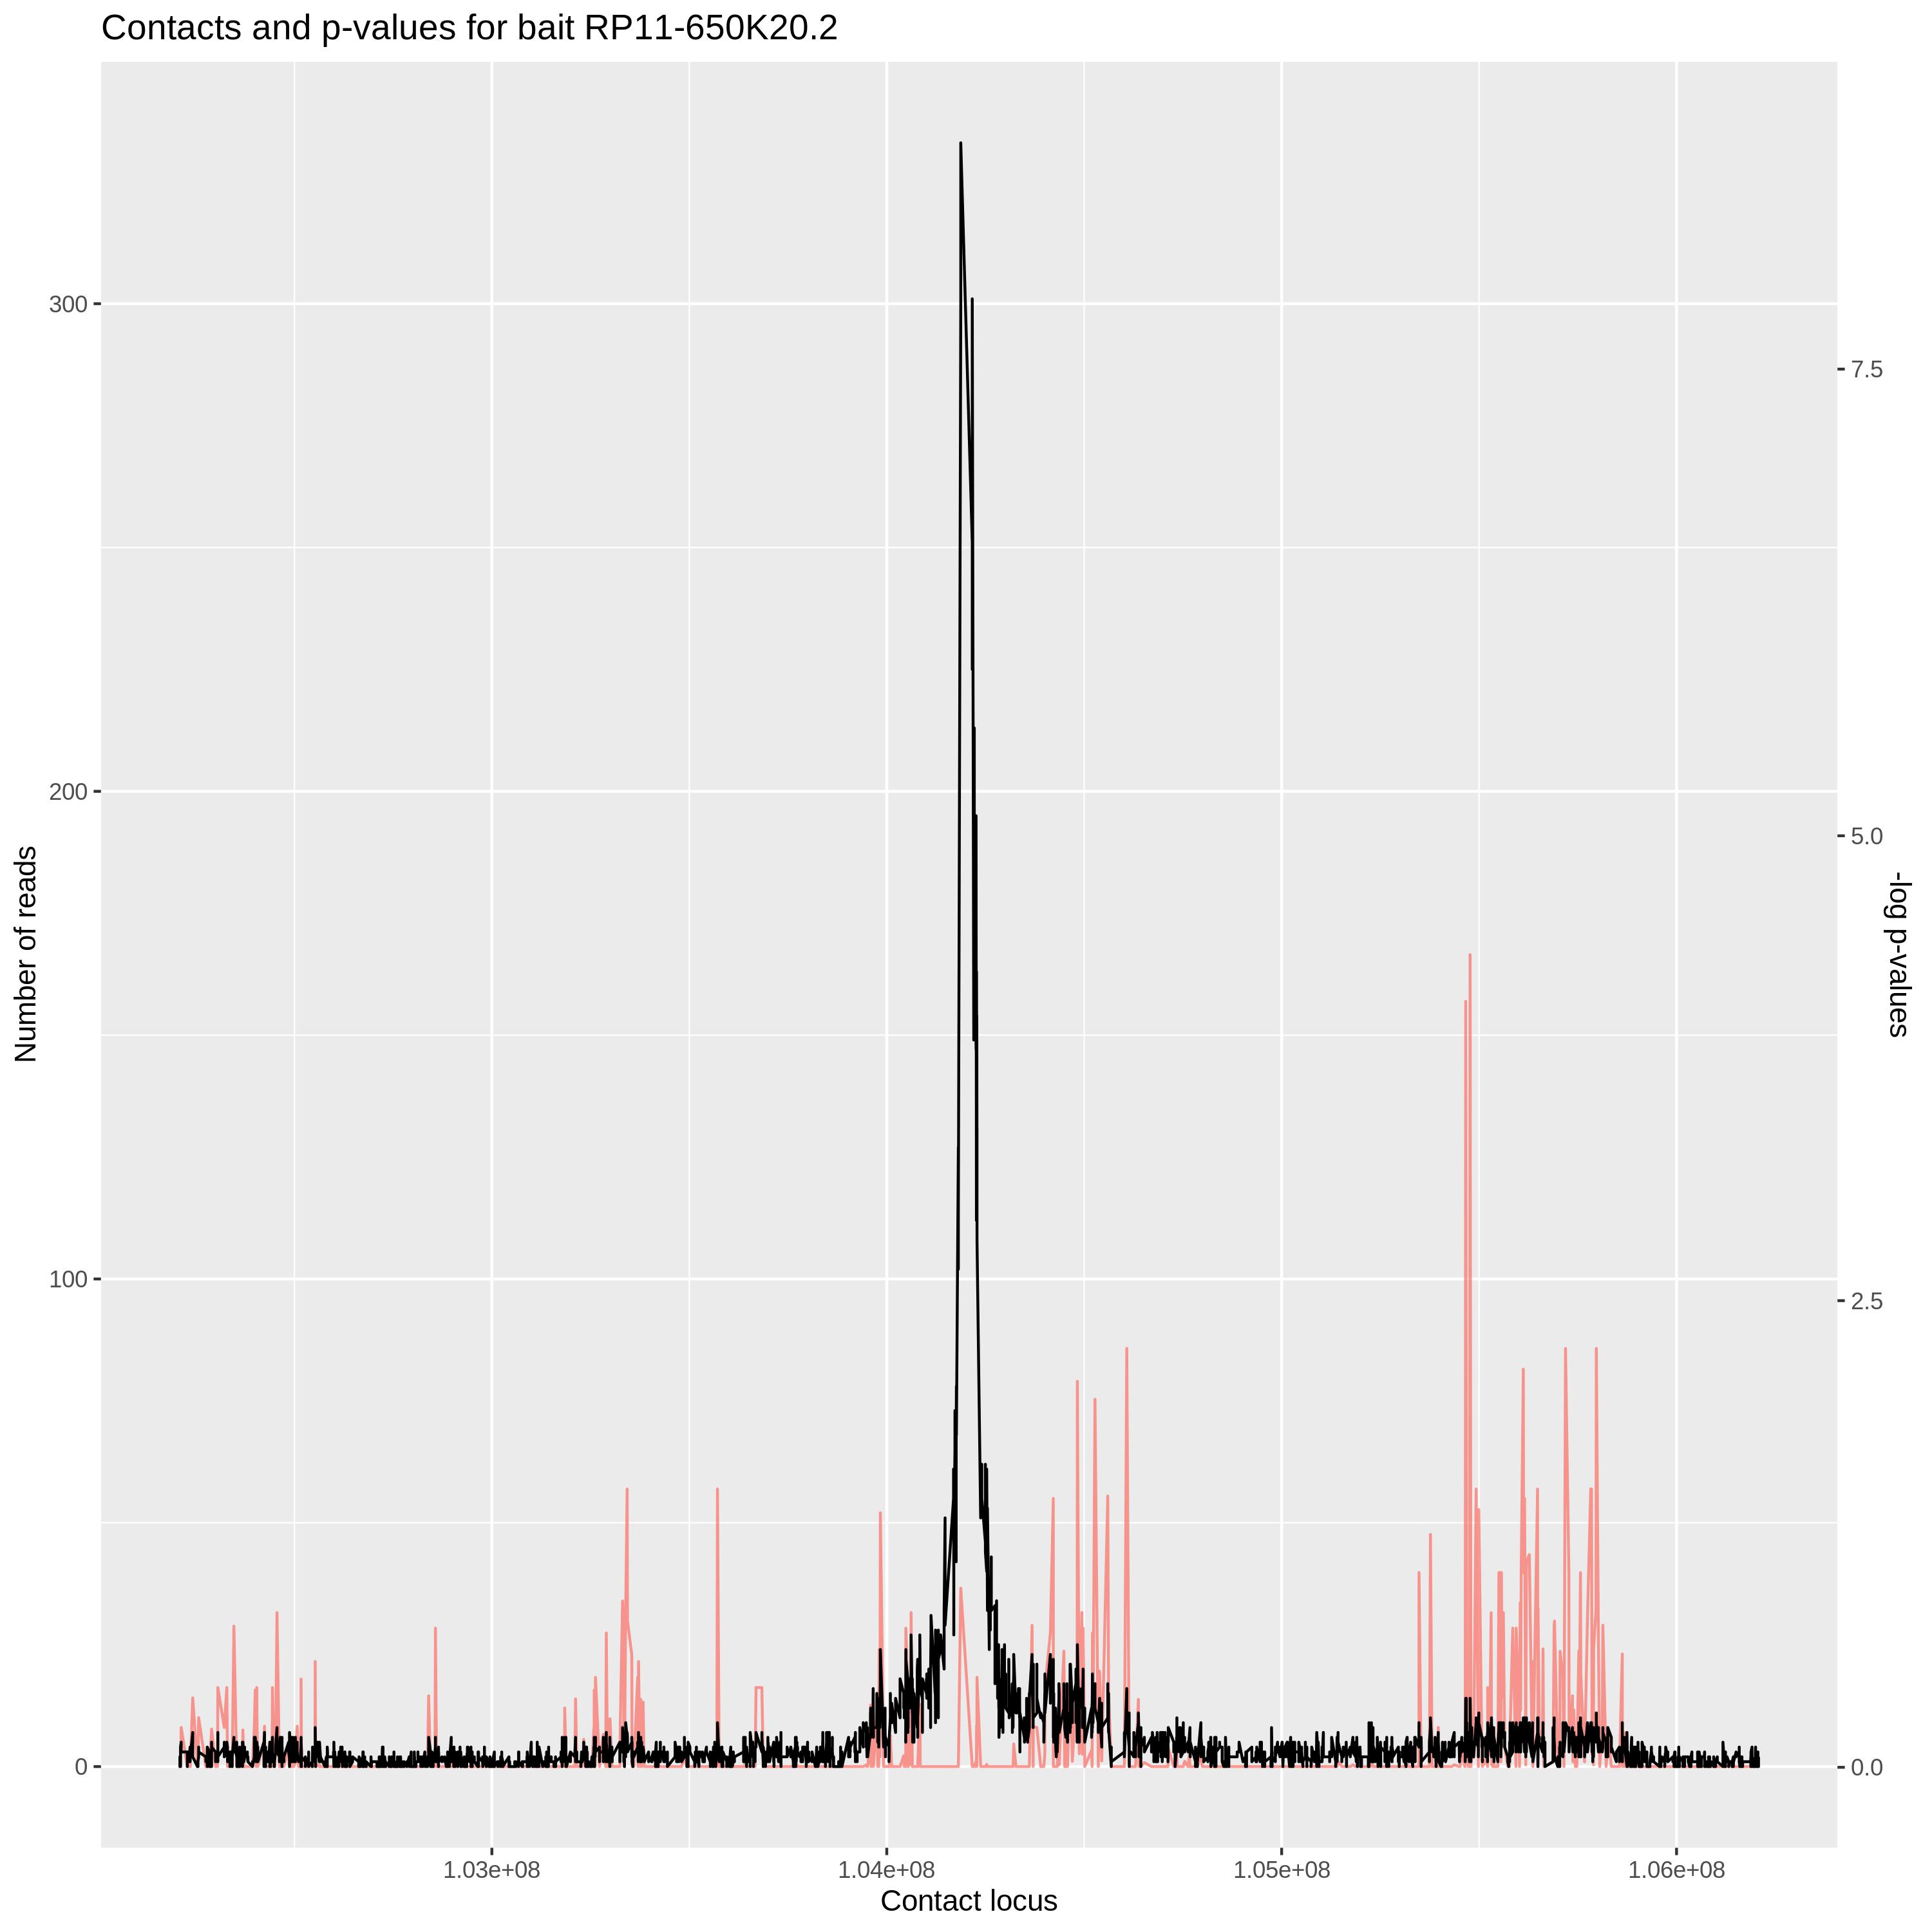 Contacts and p-values for bait RP11-650K20.2
Number of reads
300
200
100
0
7.5
5.0
2.5
0.0
-log p-values
1.03e+08
1.04e+08
1.05e+08
1.06e+08
Contact locus